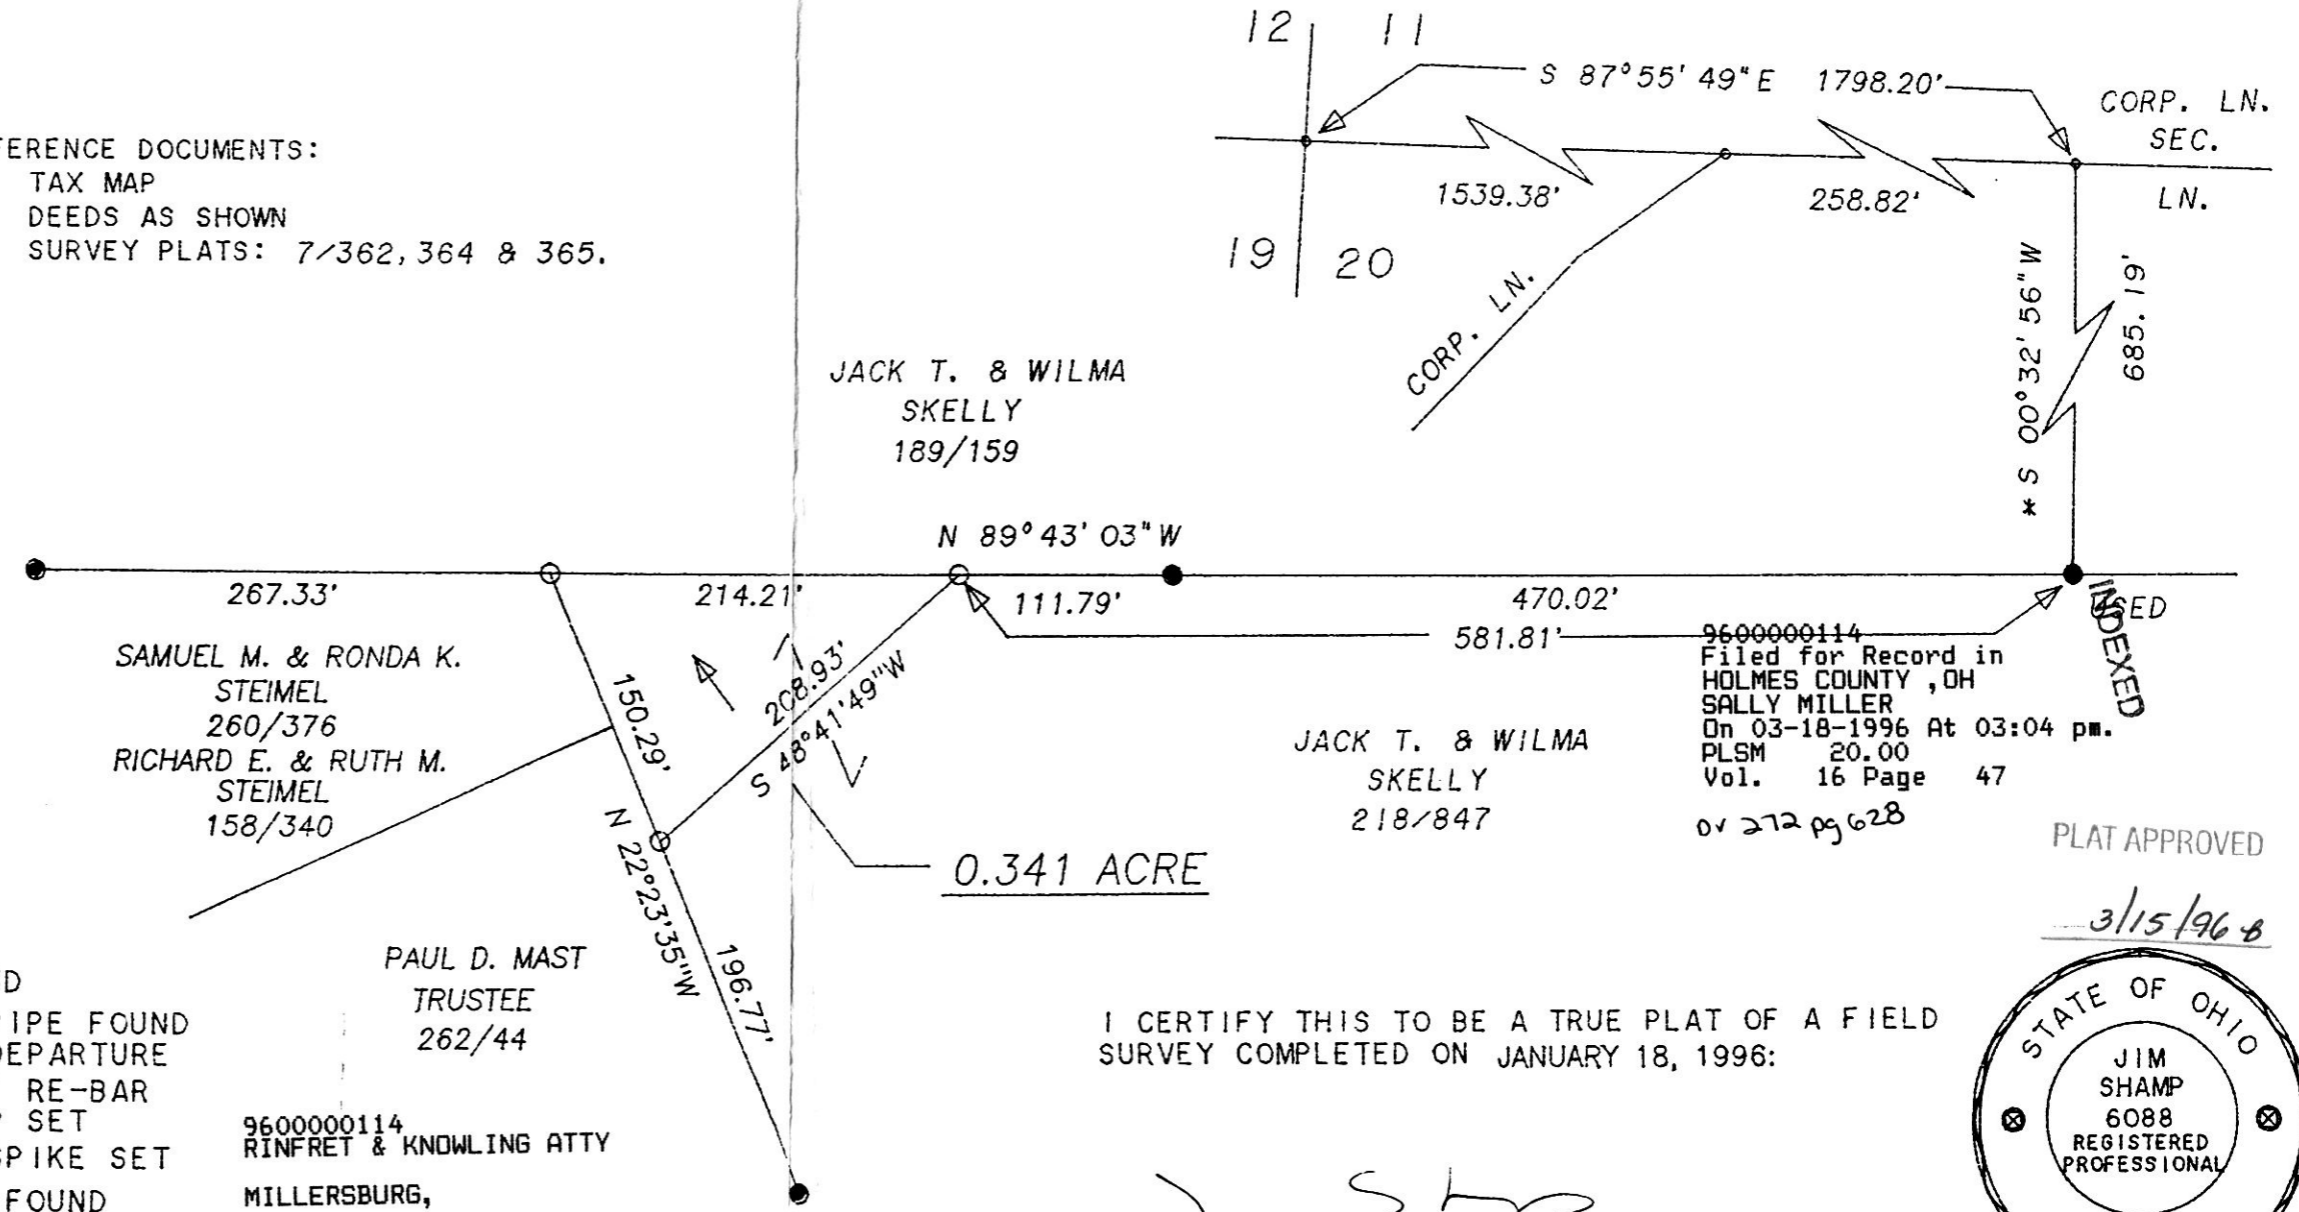 12 11
S 87°55'49"E 1798.20'
CORP. LN.
SEC.
LN.
1539.38'
258.82'
19 20
CORP. LN.
* S 00°32'56"W
685.19'
FERENCE DOCUMENTS:
TAX MAP
DEEDS AS SHOWN
SURVEY PLATS: 7/362,364 & 365.
JACK T. & WILMA
SKELLY
189/159
N 89°43'03"W
267.33'
214.21'
111.79'
470.02'
581.81'
USED
INDEXED
SAMUEL M. & RONDA K.
STEIMEL
260/376
RICHARD E. & RUTH M.
STEIMEL
158/340
150.29'
208.93'
S 48°41'49"W
N 22°23'35"W
196.77'
0.341 ACRE
JACK T. & WILMA
SKELLY
218/847
9600000114
Filed for Record in
HOLMES COUNTY ,OH
SALLY MILLER
On 03-18-1996 At 03:04 pm.
PLSM 20.00
Vol. 16 Page 47
OV 272 pg 628
PLAT APPROVED
3/15/96
PAUL D. MAST
TRUSTEE
262/44
D
IPE FOUND
DEPARTURE
RE-BAR
SET
SPIKE SET
FOUND
9600000114
RINFRET & KNOWLING ATTY
MILLERSBURG,
I CERTIFY THIS TO BE A TRUE PLAT OF A FIELD
SURVEY COMPLETED ON JANUARY 18, 1996:
STATE OF OHIO
JIM
SHAMP
6088
REGISTERED
PROFESSIONAL